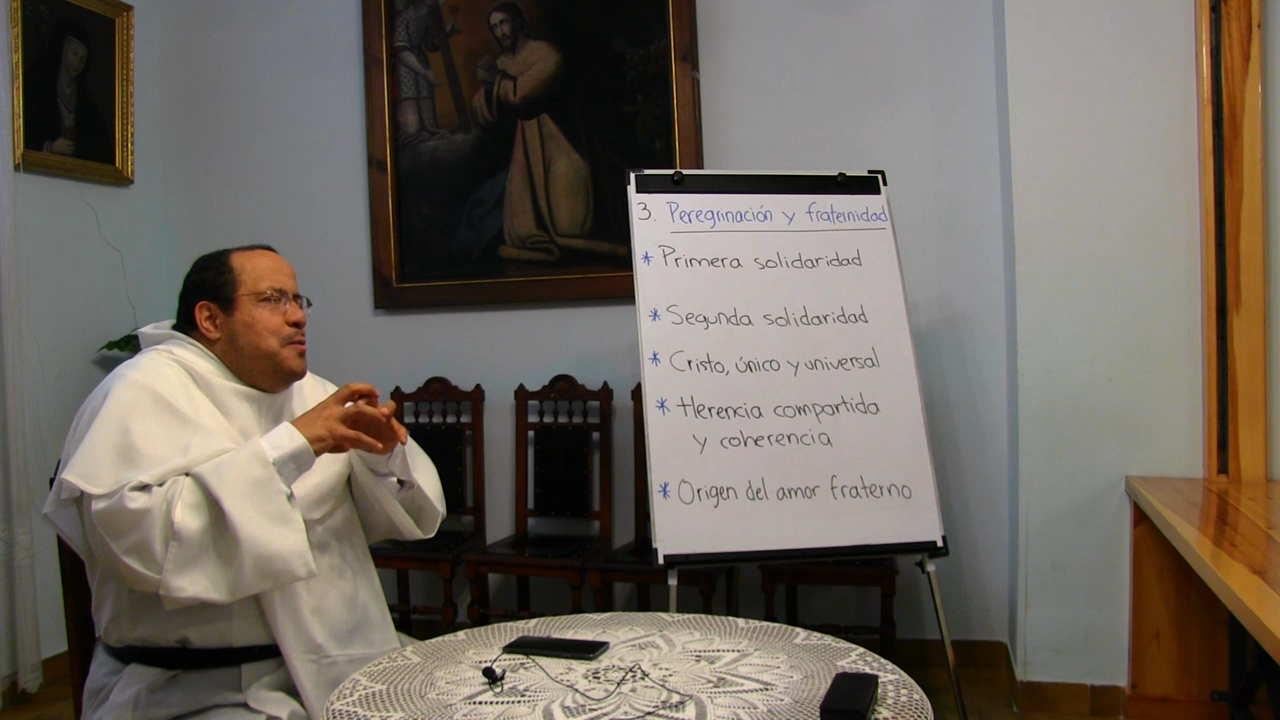 3. Peregrinación y fraternidad
* Primera solidaridad
* Segunda solidaridad
* Cristo, único y universal
* Herencia compartida
y coherencia
* Origen del amor fraterno